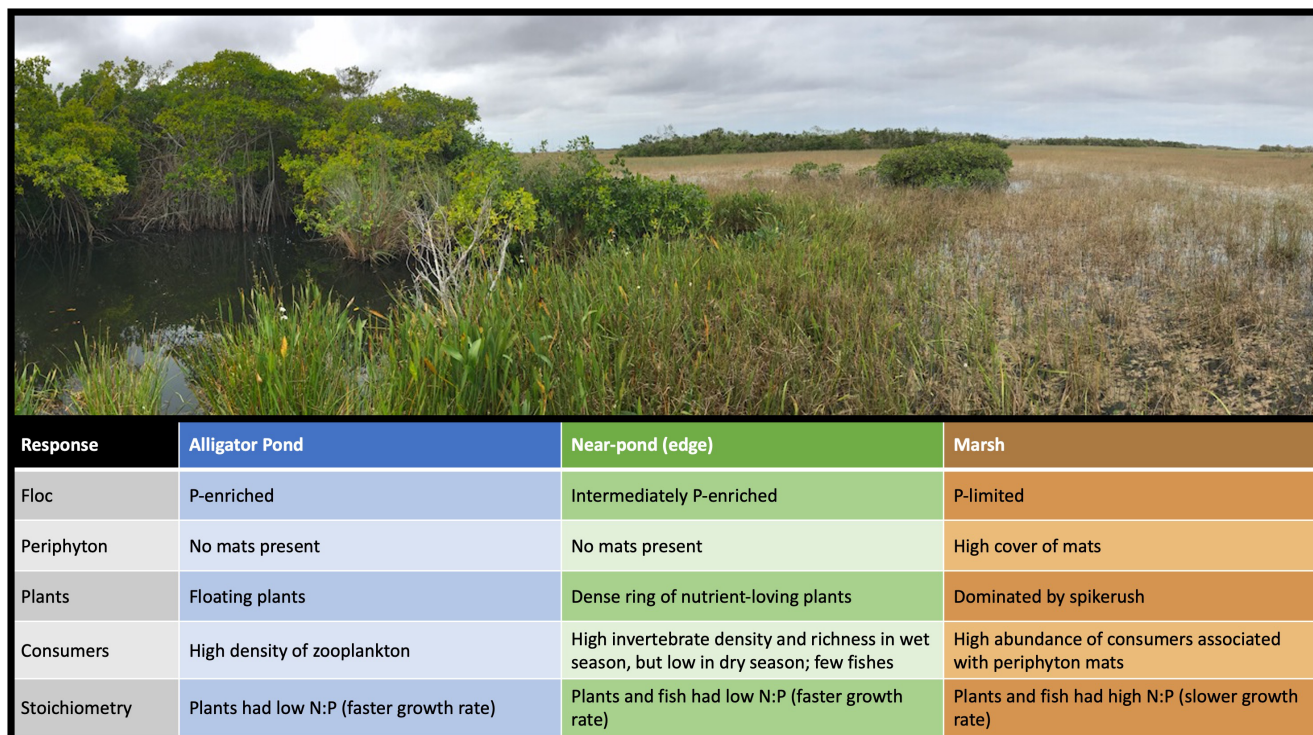 Response
Alligator Pond
Near-pond (edge)
Marsh
Floc
P-enriched
Intermediately P-enriched
P-limited
Periphyton
No mats present
No mats present
High cover of mats
Plants
Floating plants
Dense ring of nutrient-loving plants
Dominated by spikerush
Consumers
High density of zooplankton
High invertebrate density and richness in wet
season, but low in dry season; few fishes
High abundance of consumers associated
with periphyton mats
Stoichiometry
Plants had low N:P (faster growth rate)
Plants and fish had low N:P (faster growth
rate)
Plants and fish had high N:P (slower growth
rate)